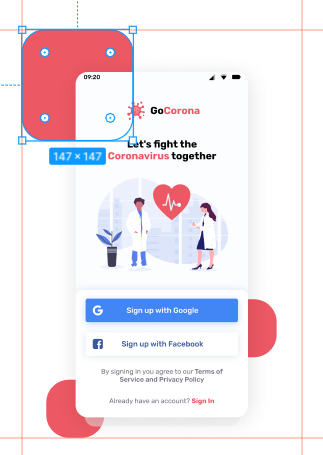 09:20
GoCorona
Let's fight the
Coronavirus together
147 × 147
Sign up with Google
Sign up with Facebook
By signing in you agree to our Terms of
Service and Privacy Policy
Already have an account? Sign In